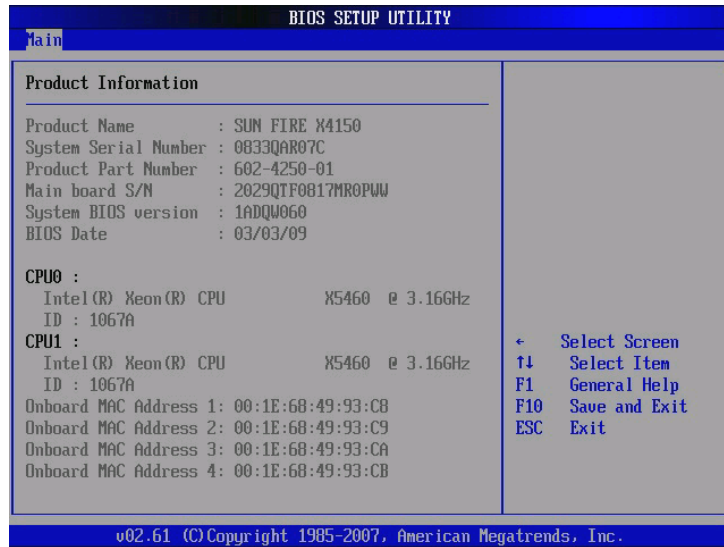 BIOS SETUP UTILITY
Main
Product Information
Product Name : SUN FIRE X4150
System Serial Number : 0833QAR07C
Product Part Number : 602-4250-01
Main board S/N : 2029QTF0817MR0PWW
System BIOS version : 1ADQW060
BIOS Date : 03/03/09
CPU0 :
Intel(R) Xeon(R) CPU X5460 @ 3.16GHz
ID : 1067A
CPU1 :
Intel(R) Xeon(R) CPU X5460 @ 3.16GHz
ID : 1067A
Onboard MAC Address 1: 00:1E:68:49:93:C8
Onboard MAC Address 2: 00:1E:68:49:93:C9
Onboard MAC Address 3: 00:1E:68:49:93:CA
Onboard MAC Address 4: 00:1E:68:49:93:CB
← Select Screen
↑↓ Select Item
F1 General Help
F10 Save and Exit
ESC Exit
v02.61 (C)Copyright 1985-2007, American Megatrends, Inc.